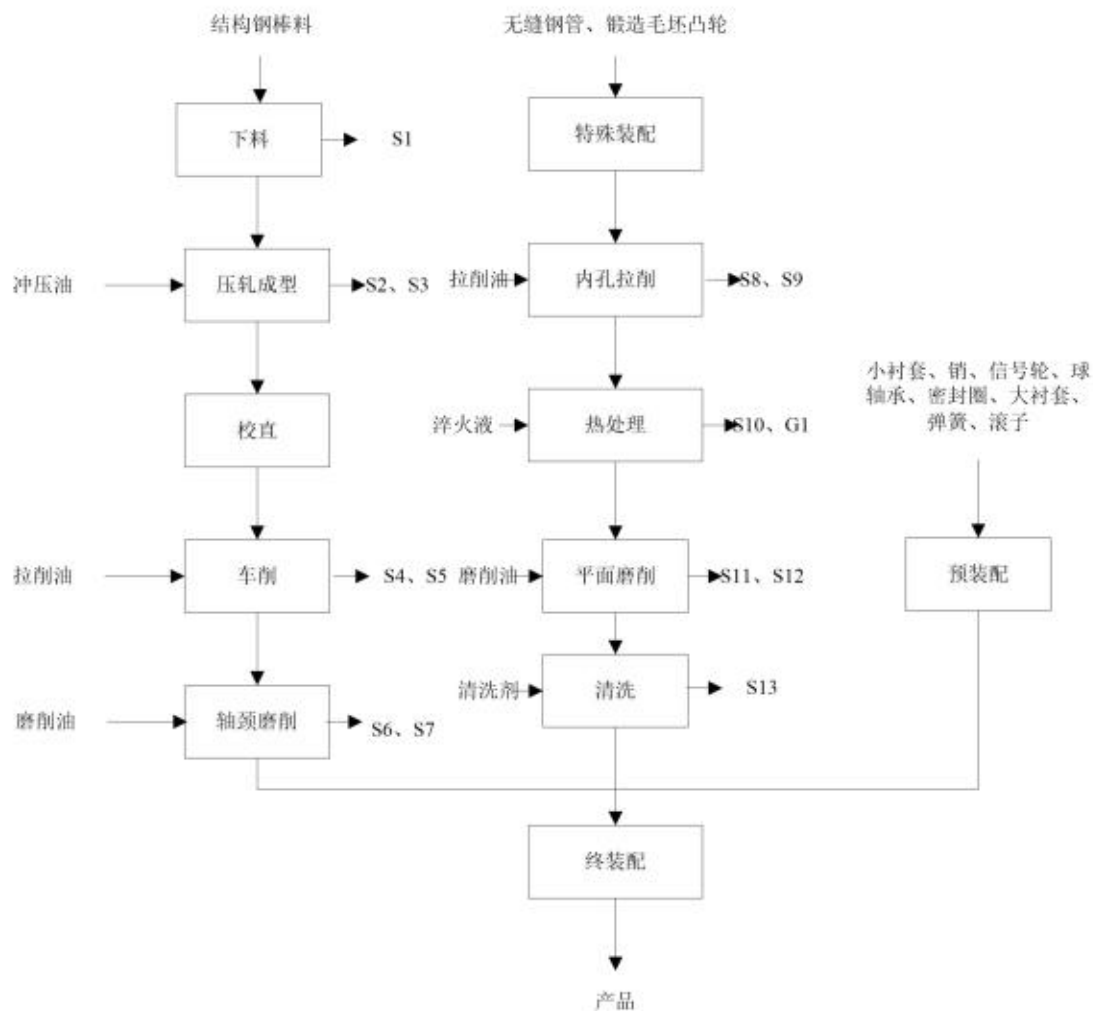 结构钢棒料
无缝钢管、锻造毛坯凸轮
下料
S1
特殊装配
冲压油
压轧成型
S2、S3
拉削油
内孔拉削
S8、S9
小衬套、销、信号轮、球
轴承、密封圈、大衬套、
弹簧、滚子
校直
淬火液
热处理
S10、G1
拉削油
车削
S4、S5
磨削油
平面磨削
S11、S12
预装配
清洗剂
清洗
S13
磨削油
轴颈磨削
S6、S7
终装配
产品